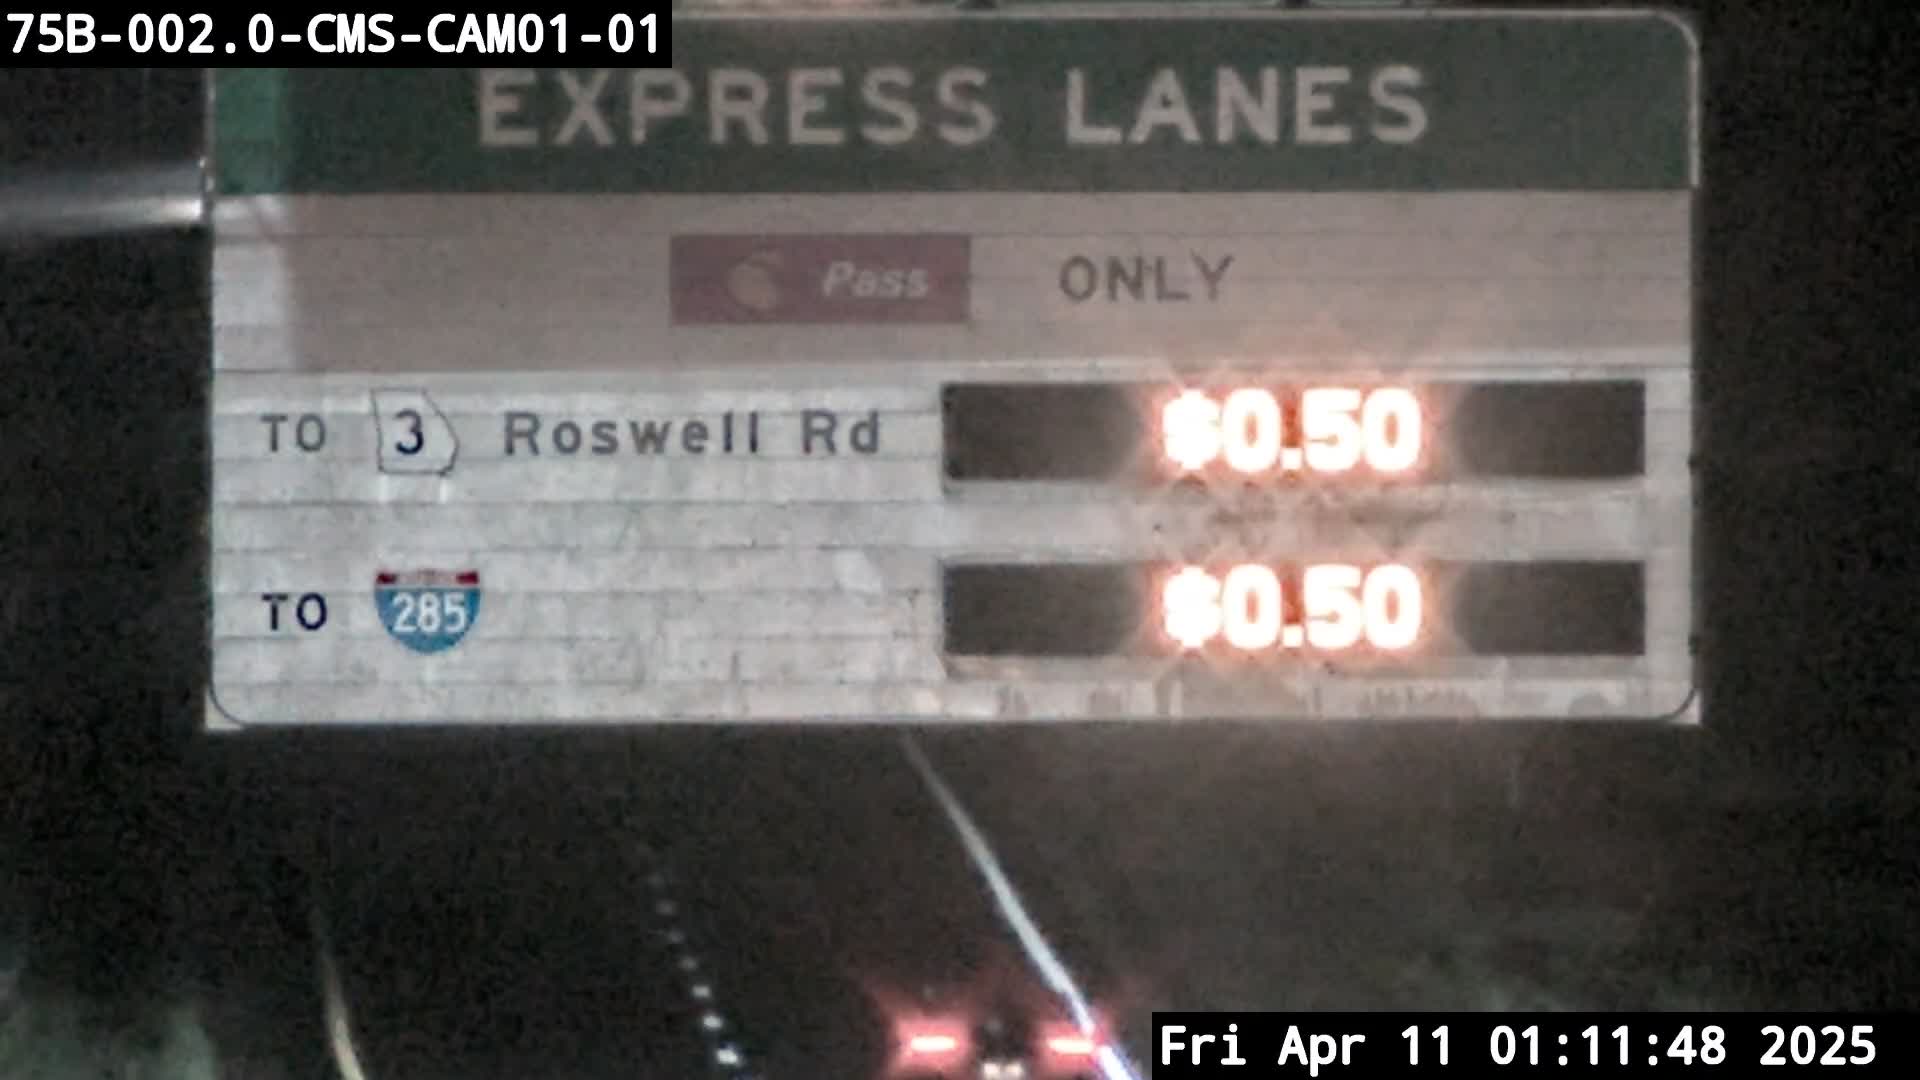 75B-002.0-CMS-CAM01-01
EXPRESS LANES
Pass ONLY
TO 3 Roswell Rd $0.50
TO 285 $0.50
Fri Apr 11 01:11:48 2025